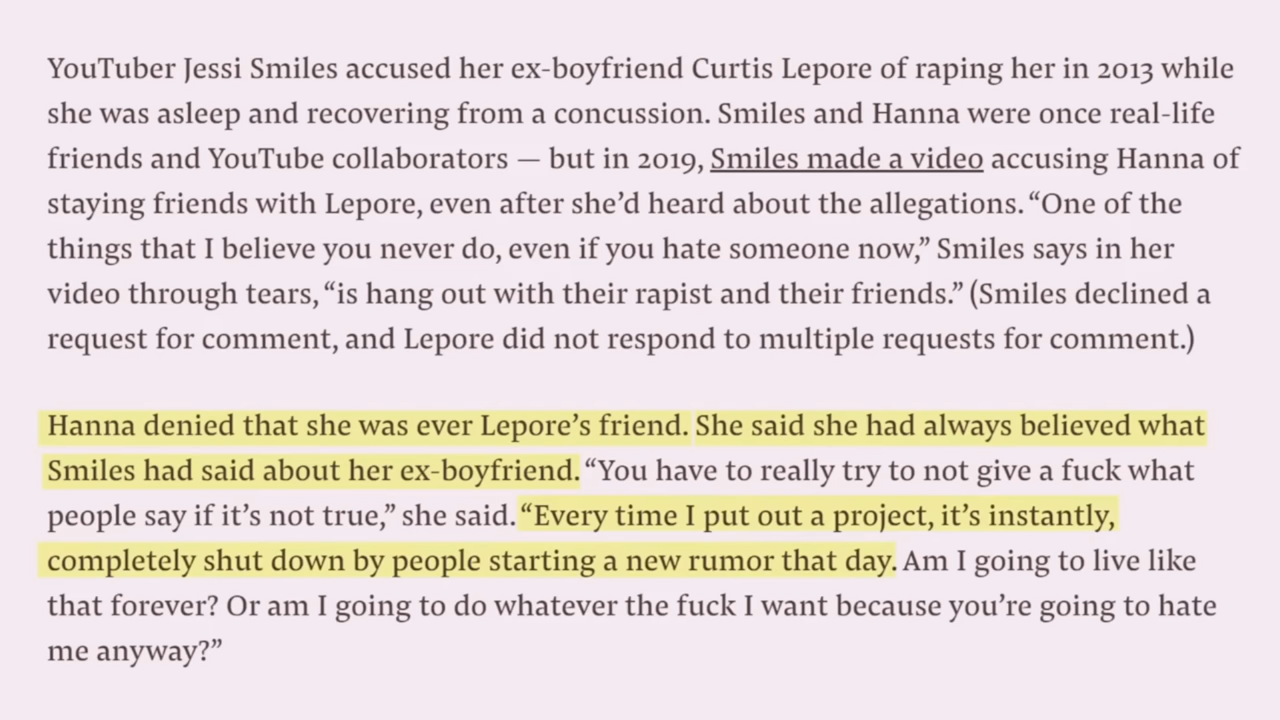 YouTuber Jessi Smiles accused her ex-boyfriend Curtis Lepore of raping her in 2013 while
she was asleep and recovering from a concussion. Smiles and Hanna were once real-life
friends and YouTube collaborators — but in 2019, Smiles made a video accusing Hanna of
staying friends with Lepore, even after she’d heard about the allegations. “One of the
things that I believe you never do, even if you hate someone now,” Smiles says in her
video through tears, “is hang out with their rapist and their friends.” (Smiles declined a
request for comment, and Lepore did not respond to multiple requests for comment.)
Hanna denied that she was ever Lepore’s friend. She said she had always believed what
Smiles had said about her ex-boyfriend. “You have to really try to not give a fuck what
people say if it’s not true,” she said. “Every time I put out a project, it’s instantly,
completely shut down by people starting a new rumor that day. Am I going to live like
that forever? Or am I going to do whatever the fuck I want because you’re going to hate
me anyway?”